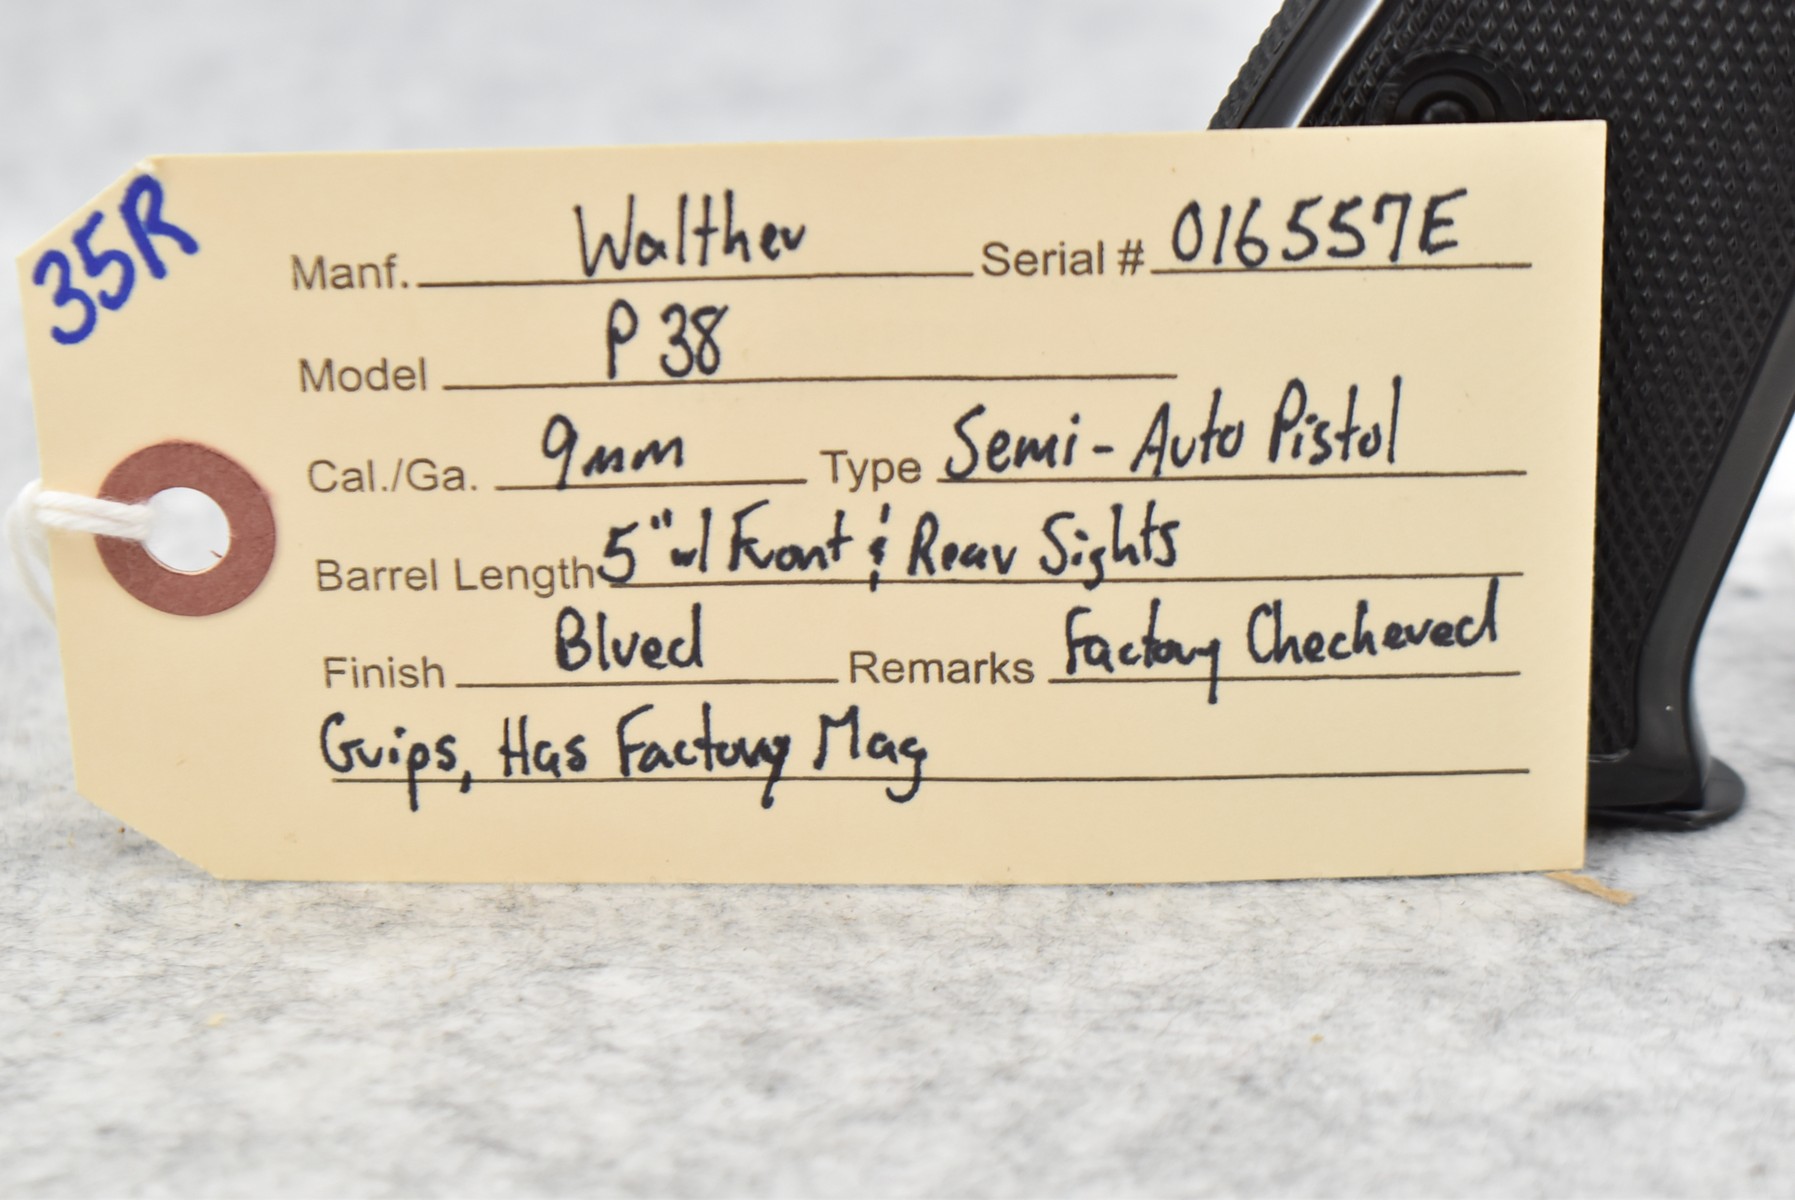 35R
Manf. Walther Serial # 016557E
Model P 38
Cal./Ga. 9mm Type Semi-Auto Pistol
Barrel Length 5" w/ Front & Rear Sights
Finish Blued Remarks Factory Checkered
Grips, Has Factory Mag